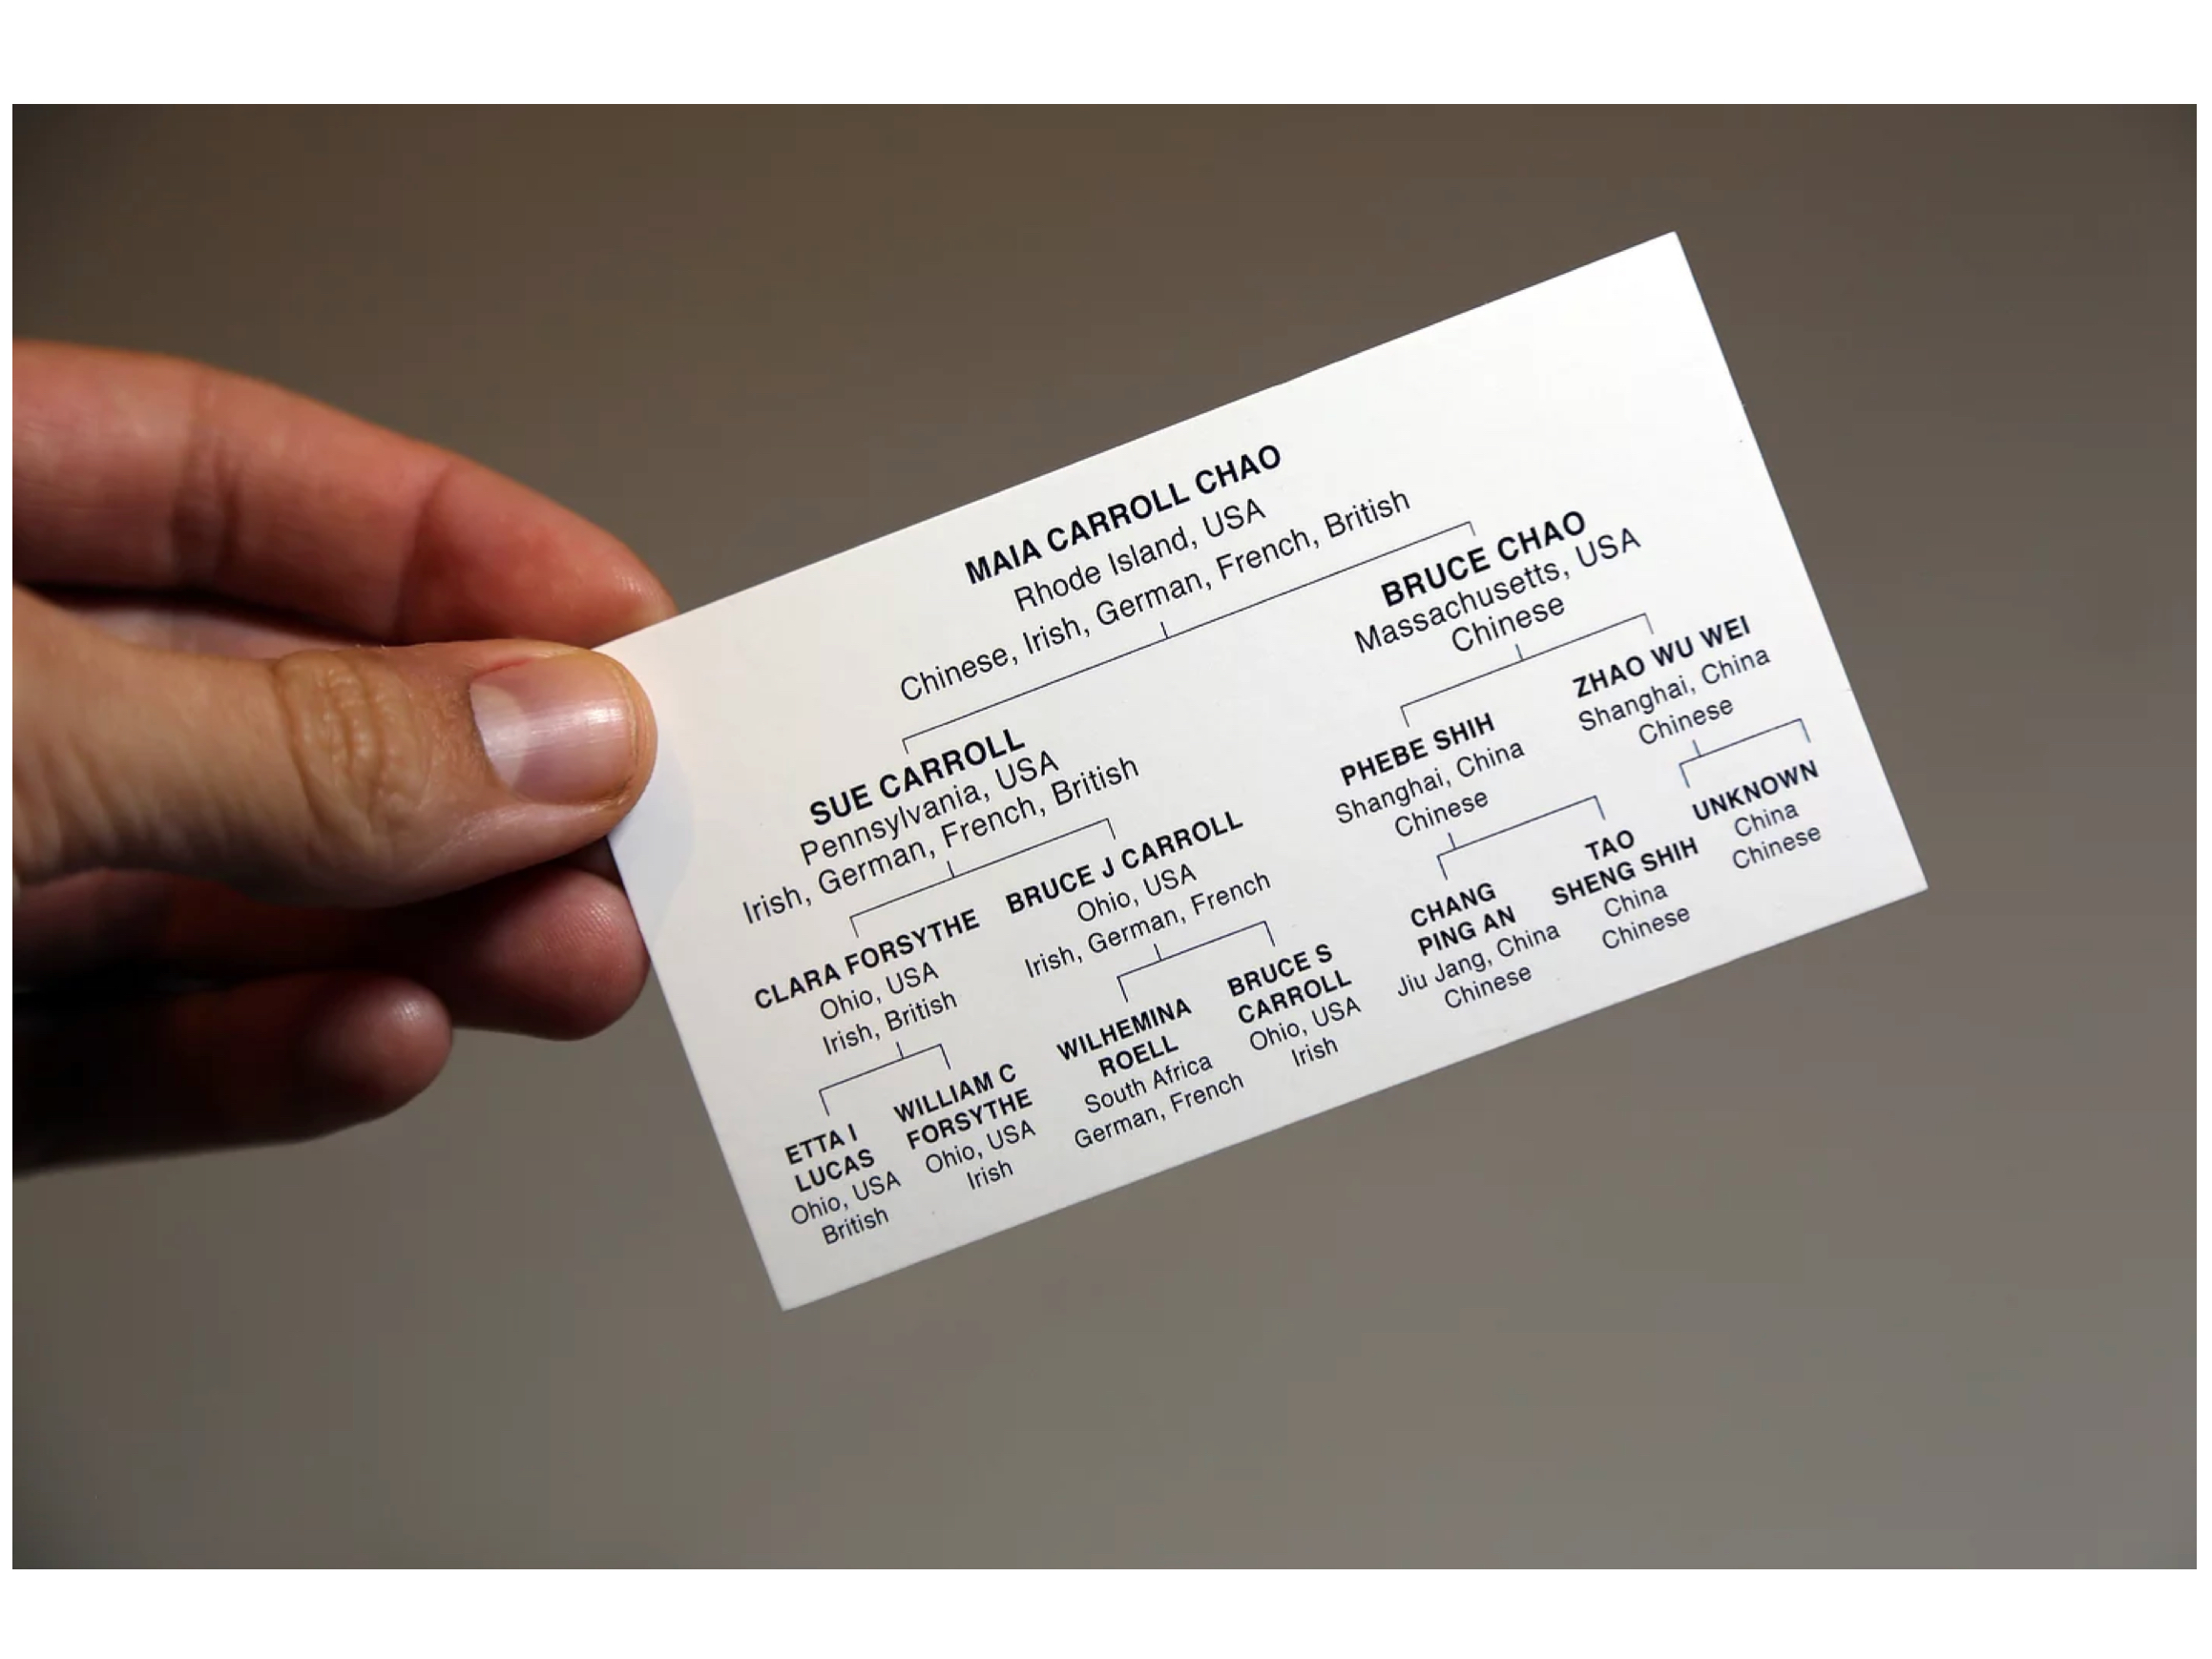 MAIA CARROLL CHAO
Rhode Island, USA
Chinese, Irish, German, French, British
SUE CARROLL
Pennsylvania, USA
Irish, German, French, British
BRUCE CHAO
Massachusetts, USA
Chinese
CLARA FORSYTHE
Ohio, USA
Irish, British
BRUCE J CARROLL
Ohio, USA
Irish, German, French
PHEBE SHIH
Shanghai, China
Chinese
ZHAO WU WEI
Shanghai, China
Chinese
ETTA I
LUCAS
Ohio, USA
British
WILLIAM C
FORSYTHE
Ohio, USA
Irish
WILHEMINA
ROELL
South Africa
German, French
BRUCE S
CARROLL
Ohio, USA
Irish
CHANG
PING AN
Jiu Jang, China
Chinese
TAO
SHENG SHIH
China
Chinese
UNKNOWN
China
Chinese